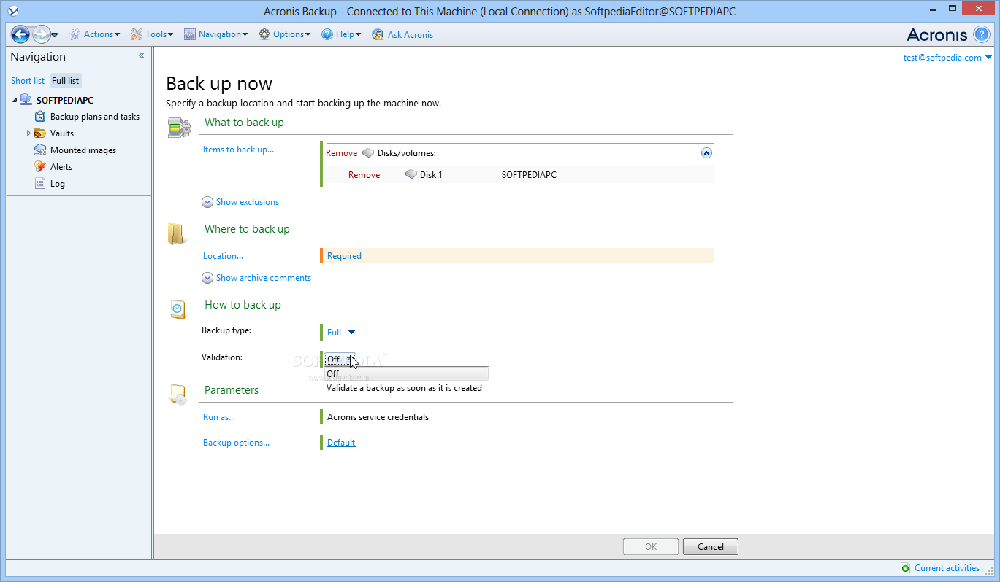 Acronis Backup - Connected to This Machine (Local Connection) as SoftpediaEditor@SOFTPEDIAPC
Actions Tools Navigation Options Help Ask Acronis Acronis
Navigation
test@softpedia.com
Short list Full list
SOFTPEDIAPC
Backup plans and tasks
Vaults
Mounted images
Alerts
Log
Back up now
Specify a backup location and start backing up the machine now.
What to back up
Items to back up... Remove Disks/volumes:
Remove Disk 1 SOFTPEDIAPC
Show exclusions
Where to back up
Location... Required
Show archive comments
How to back up
Backup type: Full
Validation: Off
SOFTPEDIA
www.softpedia.com
Off
Validate a backup as soon as it is created
Parameters
Run as... Acronis service credentials
Backup options... Default
OK Cancel
Current activities